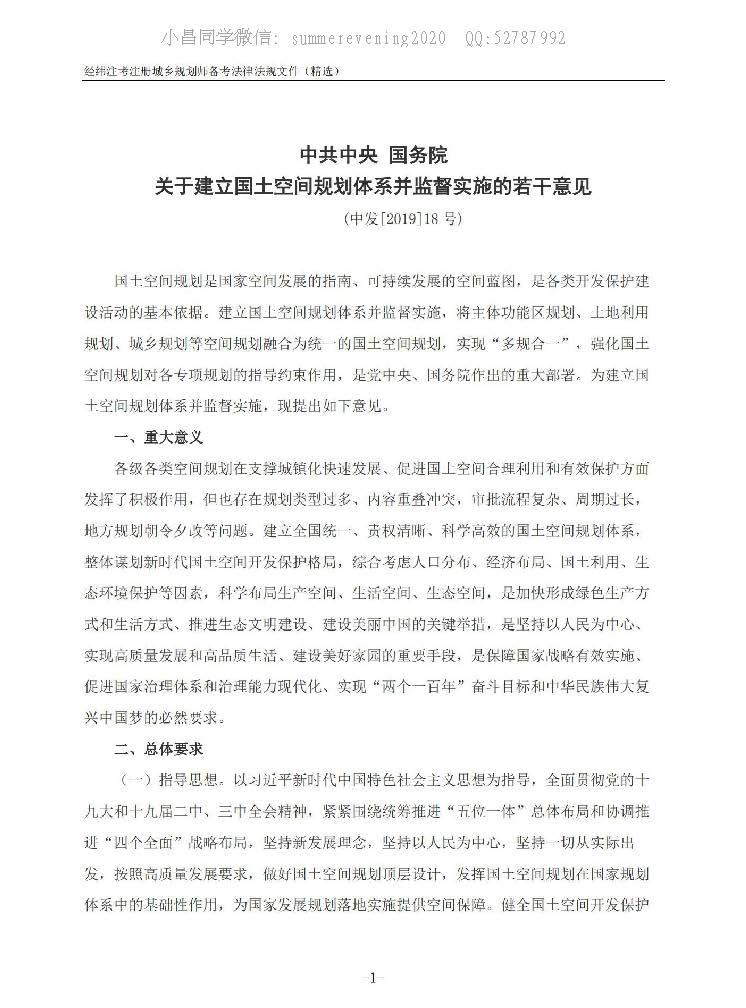 小昌同学微信: summerevening2020 QQ:52787992
经纬注考注册城乡规划师备考法律法规文件（精选）
中共中央 国务院
关于建立国土空间规划体系并监督实施的若干意见
(中发[2019]18 号)
国土空间规划是国家空间发展的指南、可持续发展的空间蓝图，是各类开发保护建
设活动的基本依据。建立国土空间规划体系并监督实施，将主体功能区规划、土地利用
规划、城乡规划等空间规划融合为统一的国土空间规划，实现“多规合一”，强化国土
空间规划对各专项规划的指导约束作用，是党中央、国务院作出的重大部署。为建立国
土空间规划体系并监督实施，现提出如下意见。
一、重大意义
各级各类空间规划在支撑城镇化快速发展、促进国土空间合理利用和有效保护方面
发挥了积极作用，但也存在规划类型过多、内容重叠冲突，审批流程复杂、周期过长，
地方规划朝令夕改等问题。建立全国统一、责权清晰、科学高效的国土空间规划体系，
整体谋划新时代国土空间开发保护格局，综合考虑人口分布、经济布局、国土利用、生
态环境保护等因素，科学布局生产空间、生活空间、生态空间，是加快形成绿色生产方
式和生活方式、推进生态文明建设、建设美丽中国的关键举措，是坚持以人民为中心、
实现高质量发展和高品质生活、建设美好家园的重要手段，是保障国家战略有效实施、
促进国家治理体系和治理能力现代化、实现“两个一百年”奋斗目标和中华民族伟大复
兴中国梦的必然要求。
二、总体要求
（一）指导思想。以习近平新时代中国特色社会主义思想为指导，全面贯彻党的十
九大和十九届二中、三中全会精神，紧紧围绕统筹推进“五位一体”总体布局和协调推
进“四个全面”战略布局，坚持新发展理念，坚持以人民为中心，坚持一切从实际出
发，按照高质量发展要求，做好国土空间规划顶层设计，发挥国土空间规划在国家规划
体系中的基础性作用，为国家发展规划落地实施提供空间保障。健全国土空间开发保护
-1-